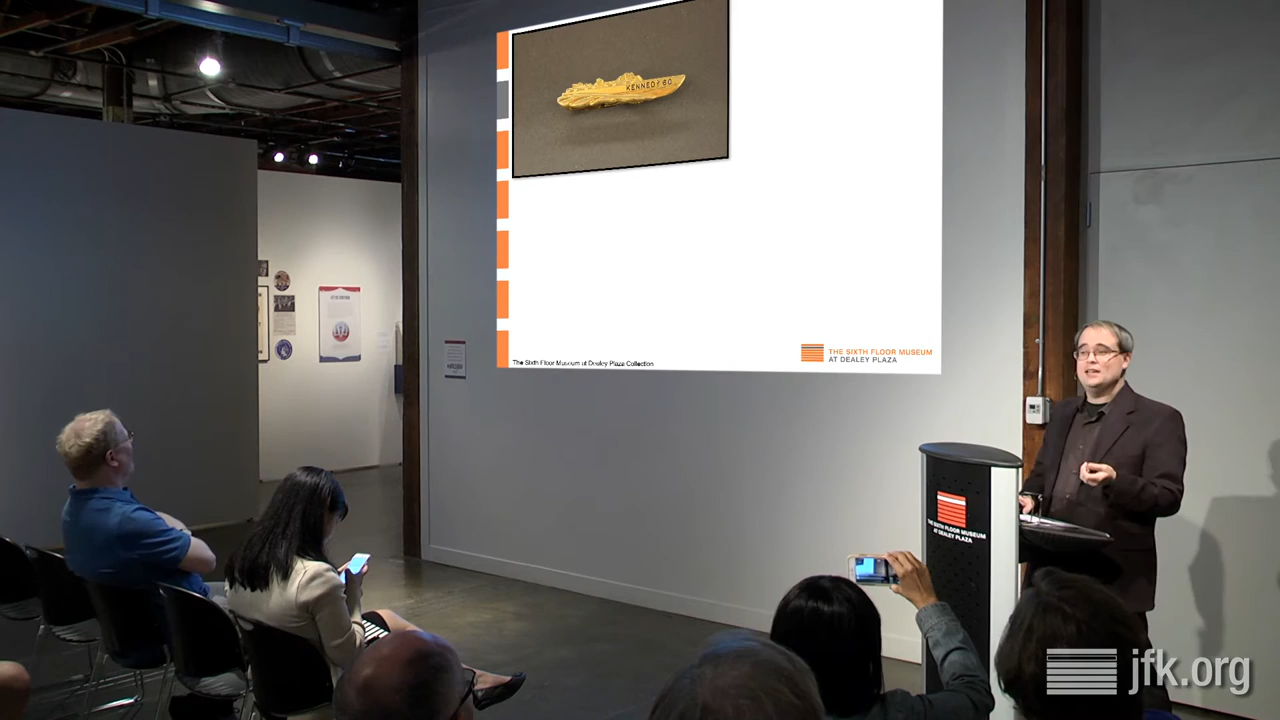 KENNEDY 60
The Sixth Floor Museum at Dealey Plaza Collection
THE SIXTH FLOOR MUSEUM
AT DEALEY PLAZA
THE SIXTH FLOOR MUSEUM
AT DEALEY PLAZA
jfk.org